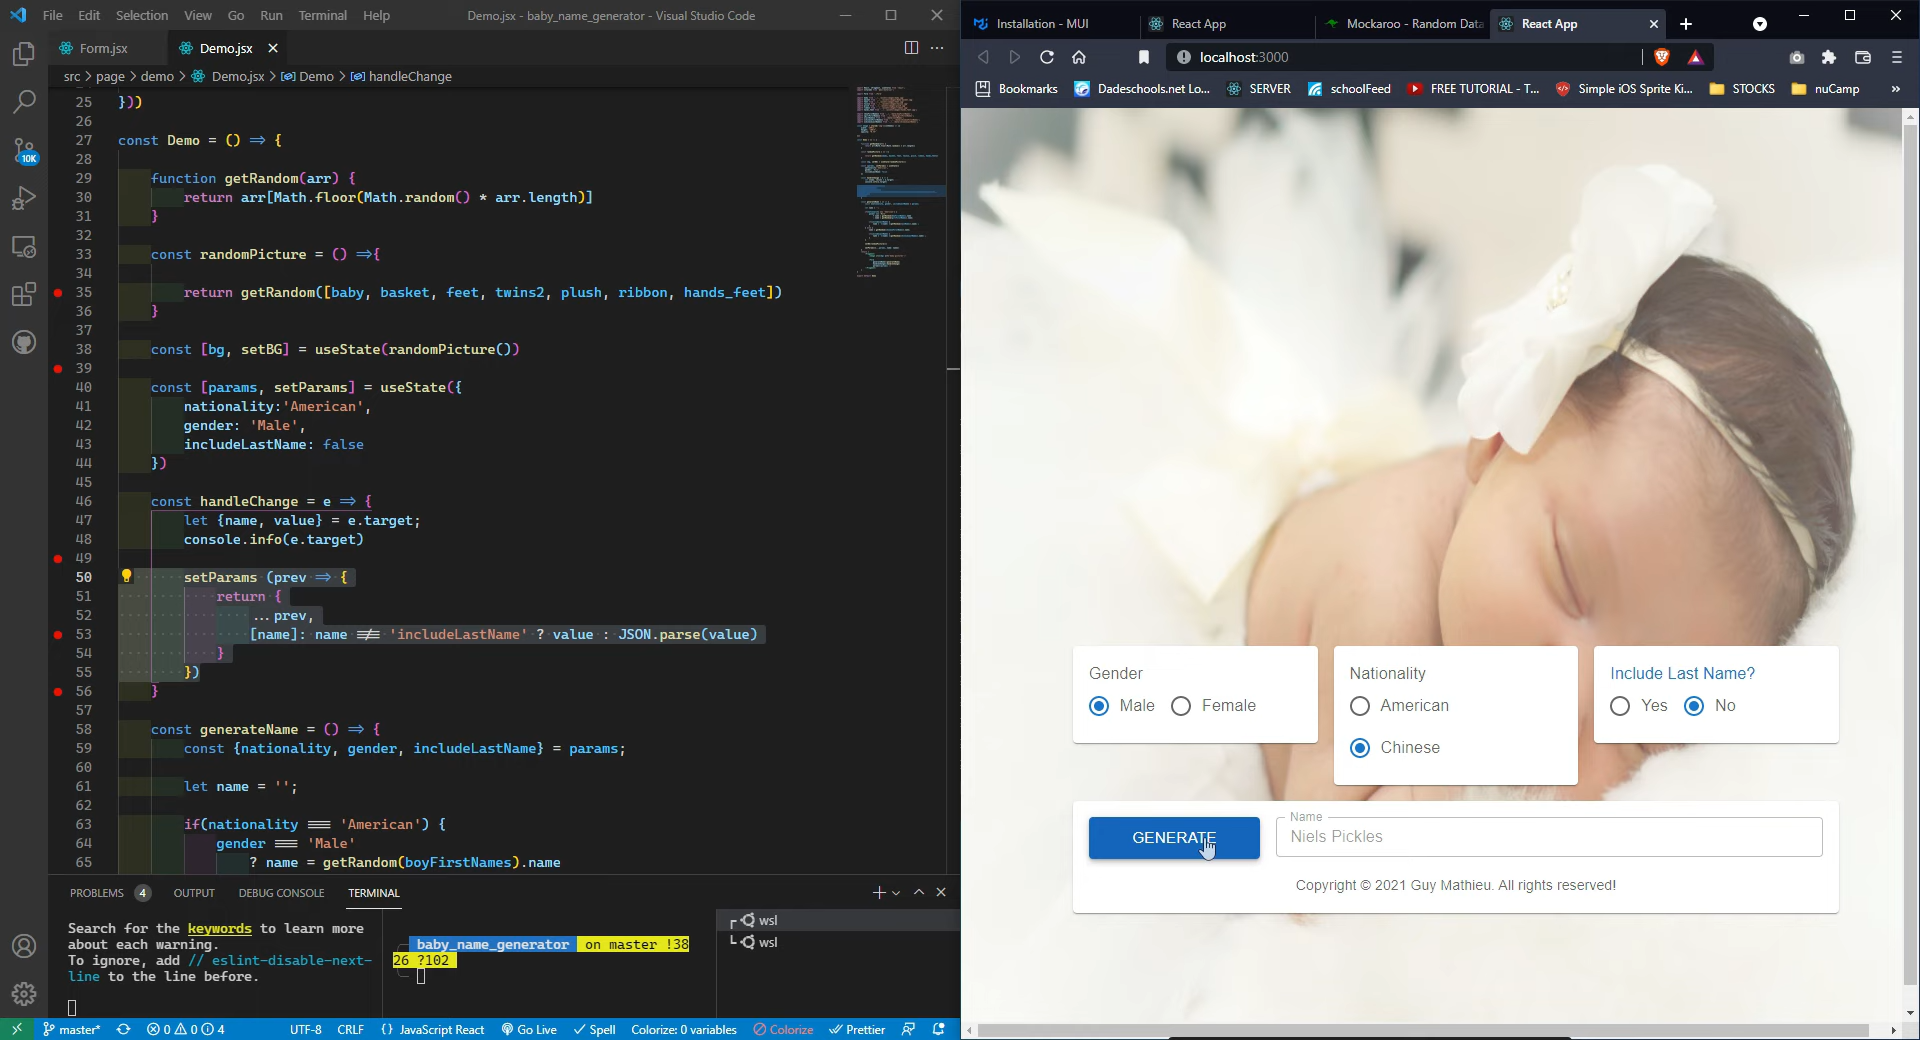 File Edit Selection View Go Run Terminal Help Demo.jsx - baby_name_generator - Visual Studio Code
Form.jsx Demo.jsx
src > page > demo > Demo.jsx > Demo > handleChange
25 }))
26
27 const Demo = () => {
28
29 function getRandom(arr) {
30 return arr[Math.floor(Math.random() * arr.length)]
31 }
32
33 const randomPicture = () =>{
34
35 return getRandom([baby, basket, feet, twins2, plush, ribbon, hands_feet])
36 }
37
38 const [bg, setBG] = useState(randomPicture())
39
40 const [params, setParams] = useState({
41 nationality:'American',
42 gender: 'Male',
43 includeLastName: false
44 })
45
46 const handleChange = e => {
47 let {name, value} = e.target;
48 console.info(e.target)
49
50 setParams (prev => {
51 return {
52 ...prev,
53 [name]: name !== 'includeLastName' ? value : JSON.parse(value)
54 }
55 })
56 }
57
58 const generateName = () => {
59 const {nationality, gender, includeLastName} = params;
60
61 let name = '';
62
63 if(nationality === 'American') {
64 gender === 'Male'
65 ? name = getRandom(boyFirstNames).name
PROBLEMS 4 OUTPUT DEBUG CONSOLE TERMINAL
Search for the keywords to learn more
about each warning.
To ignore, add // eslint-disable-next-
line to the line before.
baby_name_generator on master !38
26 ?102
wsl
wsl
10K
master* 0 0 4 UTF-8 CRLF {} JavaScript React Go Live Spell Colorize: 0 variables Colorize Prettier
Installation - MUI React App Mockaroo - Random Data React App
localhost:3000
Bookmarks Dadeschools.net Lo... SERVER schoolFeed FREE TUTORIAL - T... Simple iOS Sprite Ki... STOCKS nuCamp »
Gender
Male Female
Nationality
American
Chinese
Include Last Name?
Yes No
GENERATE
Name
Niels Pickles
Copyright © 2021 Guy Mathieu. All rights reserved!